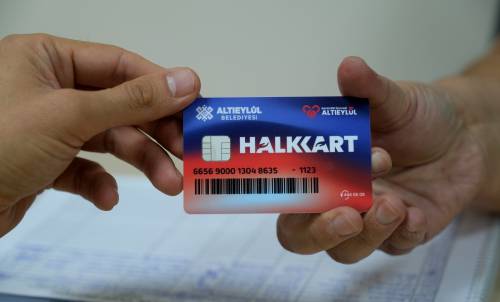 ALTIEYLÜL
BELEDİYESİ
ALTIEYLÜL
HALKKART
6656 9000 1304 8635 - 1123